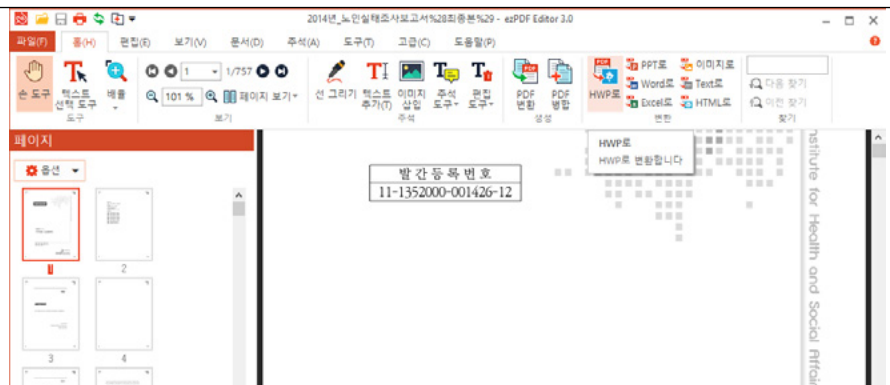 2014년_노인실태조사보고서%28최종본%29 - ezPDF Editor 3.0
파일(F) 홈(H) 편집(E) 보기(V) 문서(D) 주석(A) 도구(T) 고급(C) 도움말(P)
손 도구 텍스트 선택 도구 배율
1 1/757
101 % 페이지 보기
선 그리기 텍스트 추가(T) 이미지 삽입 주석 도구 편집 도구
PDF 변환 PDF 병합
HWP로 PPT로 Word로 Excel로 이미지로 Text로 HTML로
다음 찾기
이전 찾기
도구 보기 주석 생성 변환 찾기
HWP로
HWP로 변환합니다
페이지
옵션
1
2
3
4
발 간 등 록 번 호
11-1352000-001426-12
nstitute for Health and Social Affair